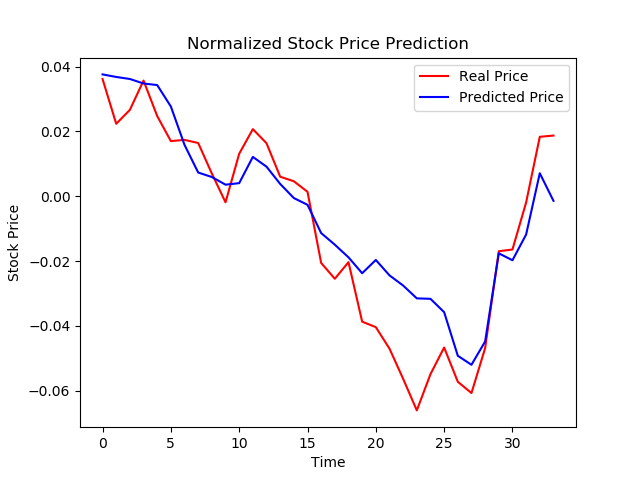 Normalized Stock Price Prediction
Real Price
Predicted Price
0.04
0.02
0.00
−0.02
−0.04
−0.06
Stock Price
0 5 10 15 20 25 30
Time